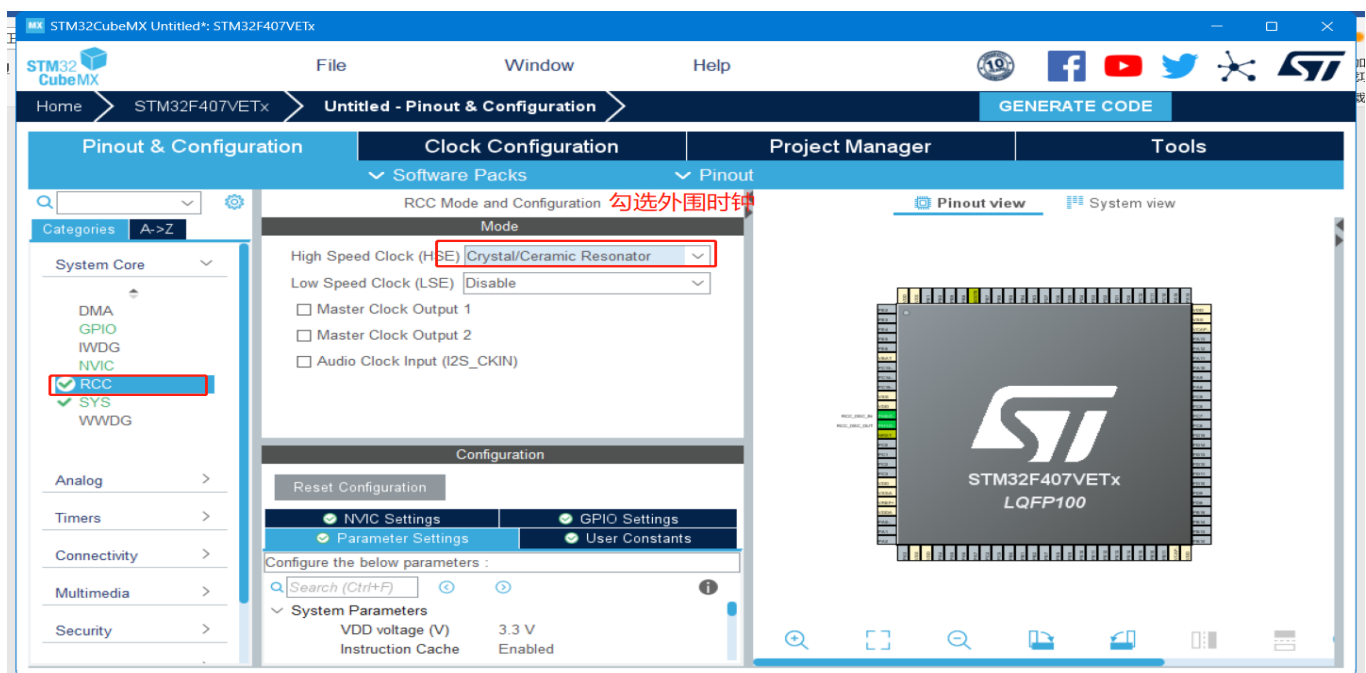 MX STM32CubeMX Untitled*: STM32F407VETx
STM32
CubeMX
File Window Help
10
Home STM32F407VETx Untitled - Pinout & Configuration GENERATE CODE
Pinout & Configuration Clock Configuration Project Manager Tools
Software Packs Pinout
RCC Mode and Configuration 勾选外围时钟
Pinout view System view
Categories A->Z
Mode
System Core
High Speed Clock (HSE) Crystal/Ceramic Resonator
Low Speed Clock (LSE) Disable
Master Clock Output 1
Master Clock Output 2
Audio Clock Input (I2S_CKIN)
DMA
GPIO
IWDG
NVIC
RCC
SYS
WWDG
RCC_OSC_IN
RCC_OSC_OUT
STM32F407VETx
LQFP100
Configuration
Reset Configuration
Analog
Timers
Connectivity
Multimedia
Security
NVIC Settings GPIO Settings
Parameter Settings User Constants
Configure the below parameters :
Search (Ctrl+F)
System Parameters
VDD voltage (V) 3.3 V
Instruction Cache Enabled